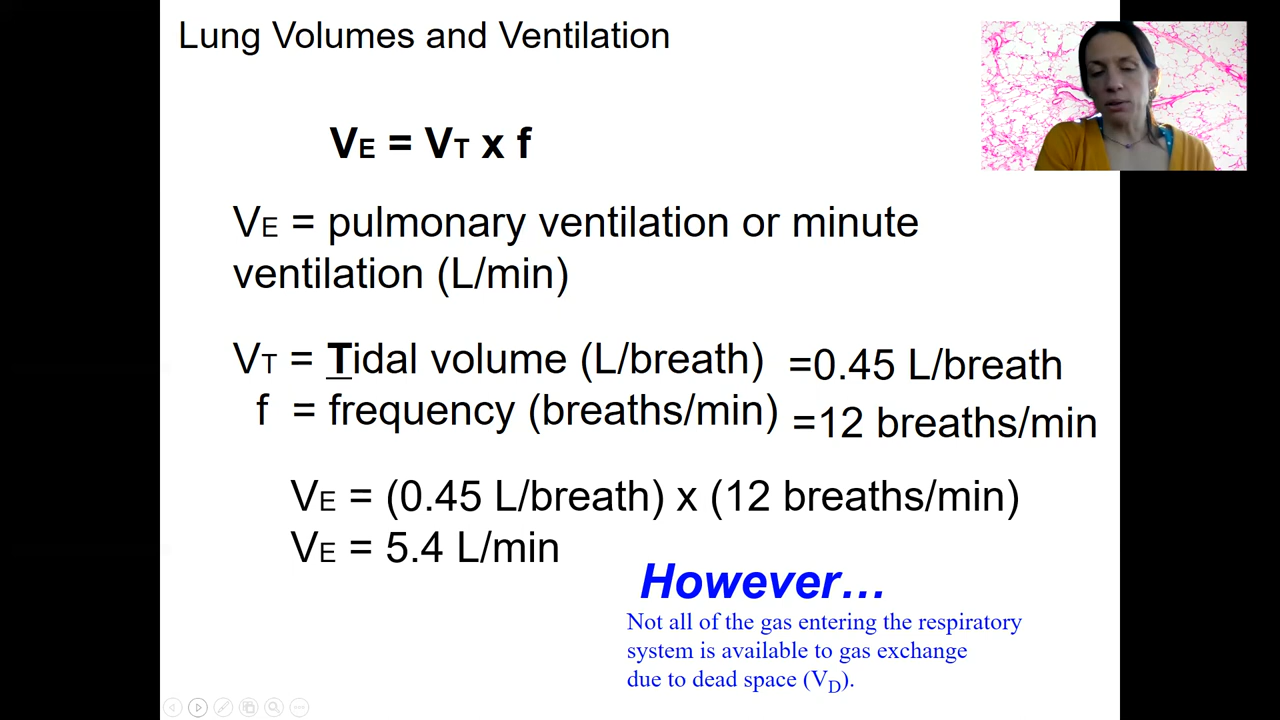 Lung Volumes and Ventilation
VE = VT x f
VE = pulmonary ventilation or minute
ventilation (L/min)
VT = Tidal volume (L/breath) =0.45 L/breath
f = frequency (breaths/min) =12 breaths/min
VE = (0.45 L/breath) x (12 breaths/min)
VE = 5.4 L/min
However…
Not all of the gas entering the respiratory
system is available to gas exchange
due to dead space (VD).